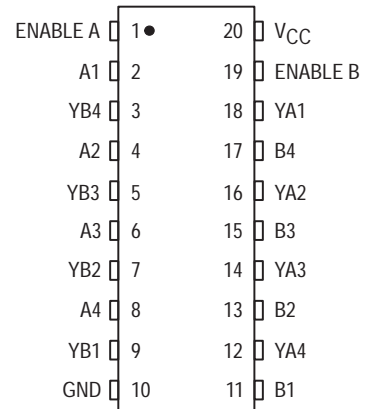 ENABLE A 1 20 VCC
A1 2 19 ENABLE B
YB4 3 18 YA1
A2 4 17 B4
YB3 5 16 YA2
A3 6 15 B3
YB2 7 14 YA3
A4 8 13 B2
YB1 9 12 YA4
GND 10 11 B1